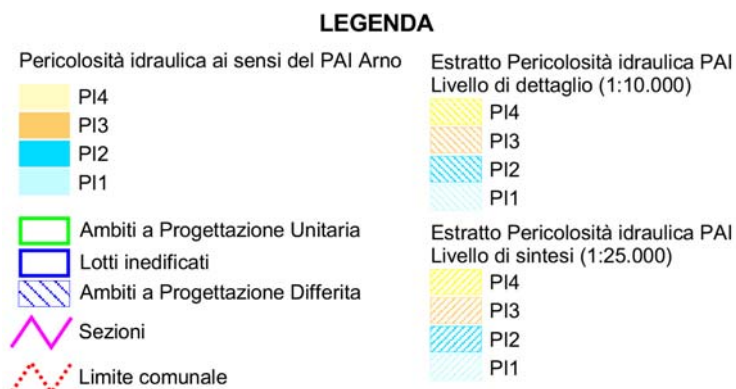 LEGENDA
Pericolosità idraulica ai sensi del PAI Arno
PI4
PI3
PI2
PI1
Ambiti a Progettazione Unitaria
Lotti inedificati
Ambiti a Progettazione Differita
Sezioni
Limite comunale
Estratto Pericolosità idraulica PAI
Livello di dettaglio (1:10.000)
PI4
PI3
PI2
PI1
Estratto Pericolosità idraulica PAI
Livello di sintesi (1:25.000)
PI4
PI3
PI2
PI1